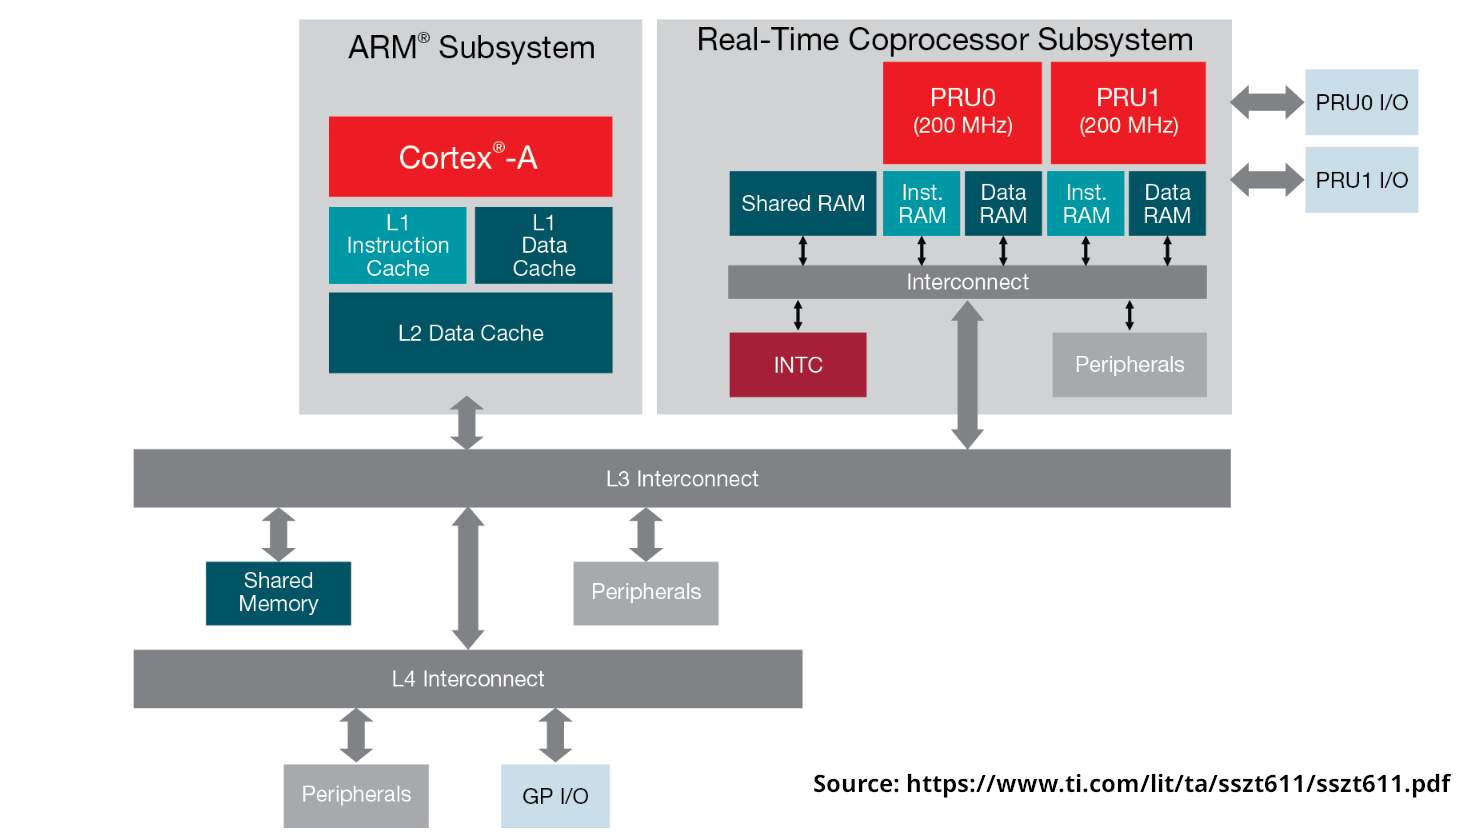 ARM® Subsystem
Cortex®-A
L1
Instruction
Cache
L1
Data
Cache
L2 Data Cache
Real-Time Coprocessor Subsystem
PRU0
(200 MHz)
PRU1
(200 MHz)
Shared RAM
Inst.
RAM
Data
RAM
Inst.
RAM
Data
RAM
Interconnect
INTC
Peripherals
PRU0 I/O
PRU1 I/O
L3 Interconnect
Shared
Memory
Peripherals
L4 Interconnect
Peripherals
GP I/O
Source: https://www.ti.com/lit/ta/sszt611/sszt611.pdf